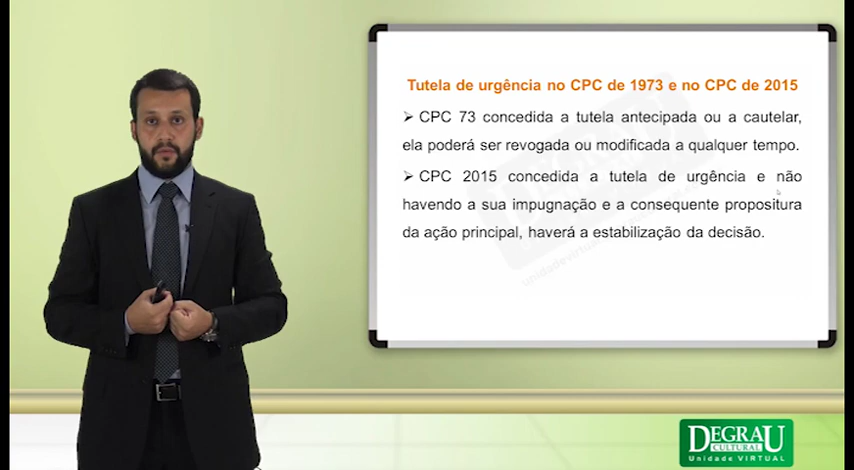 Tutela de urgência no CPC de 1973 e no CPC de 2015
➢ CPC 73 concedida a tutela antecipada ou a cautelar,
ela poderá ser revogada ou modificada a qualquer tempo.
➢ CPC 2015 concedida a tutela de urgência e não
havendo a sua impugnação e a consequente propositura
da ação principal, haverá a estabilização da decisão.
DEGRAU
CULTURAL
Unidade VIRTUAL